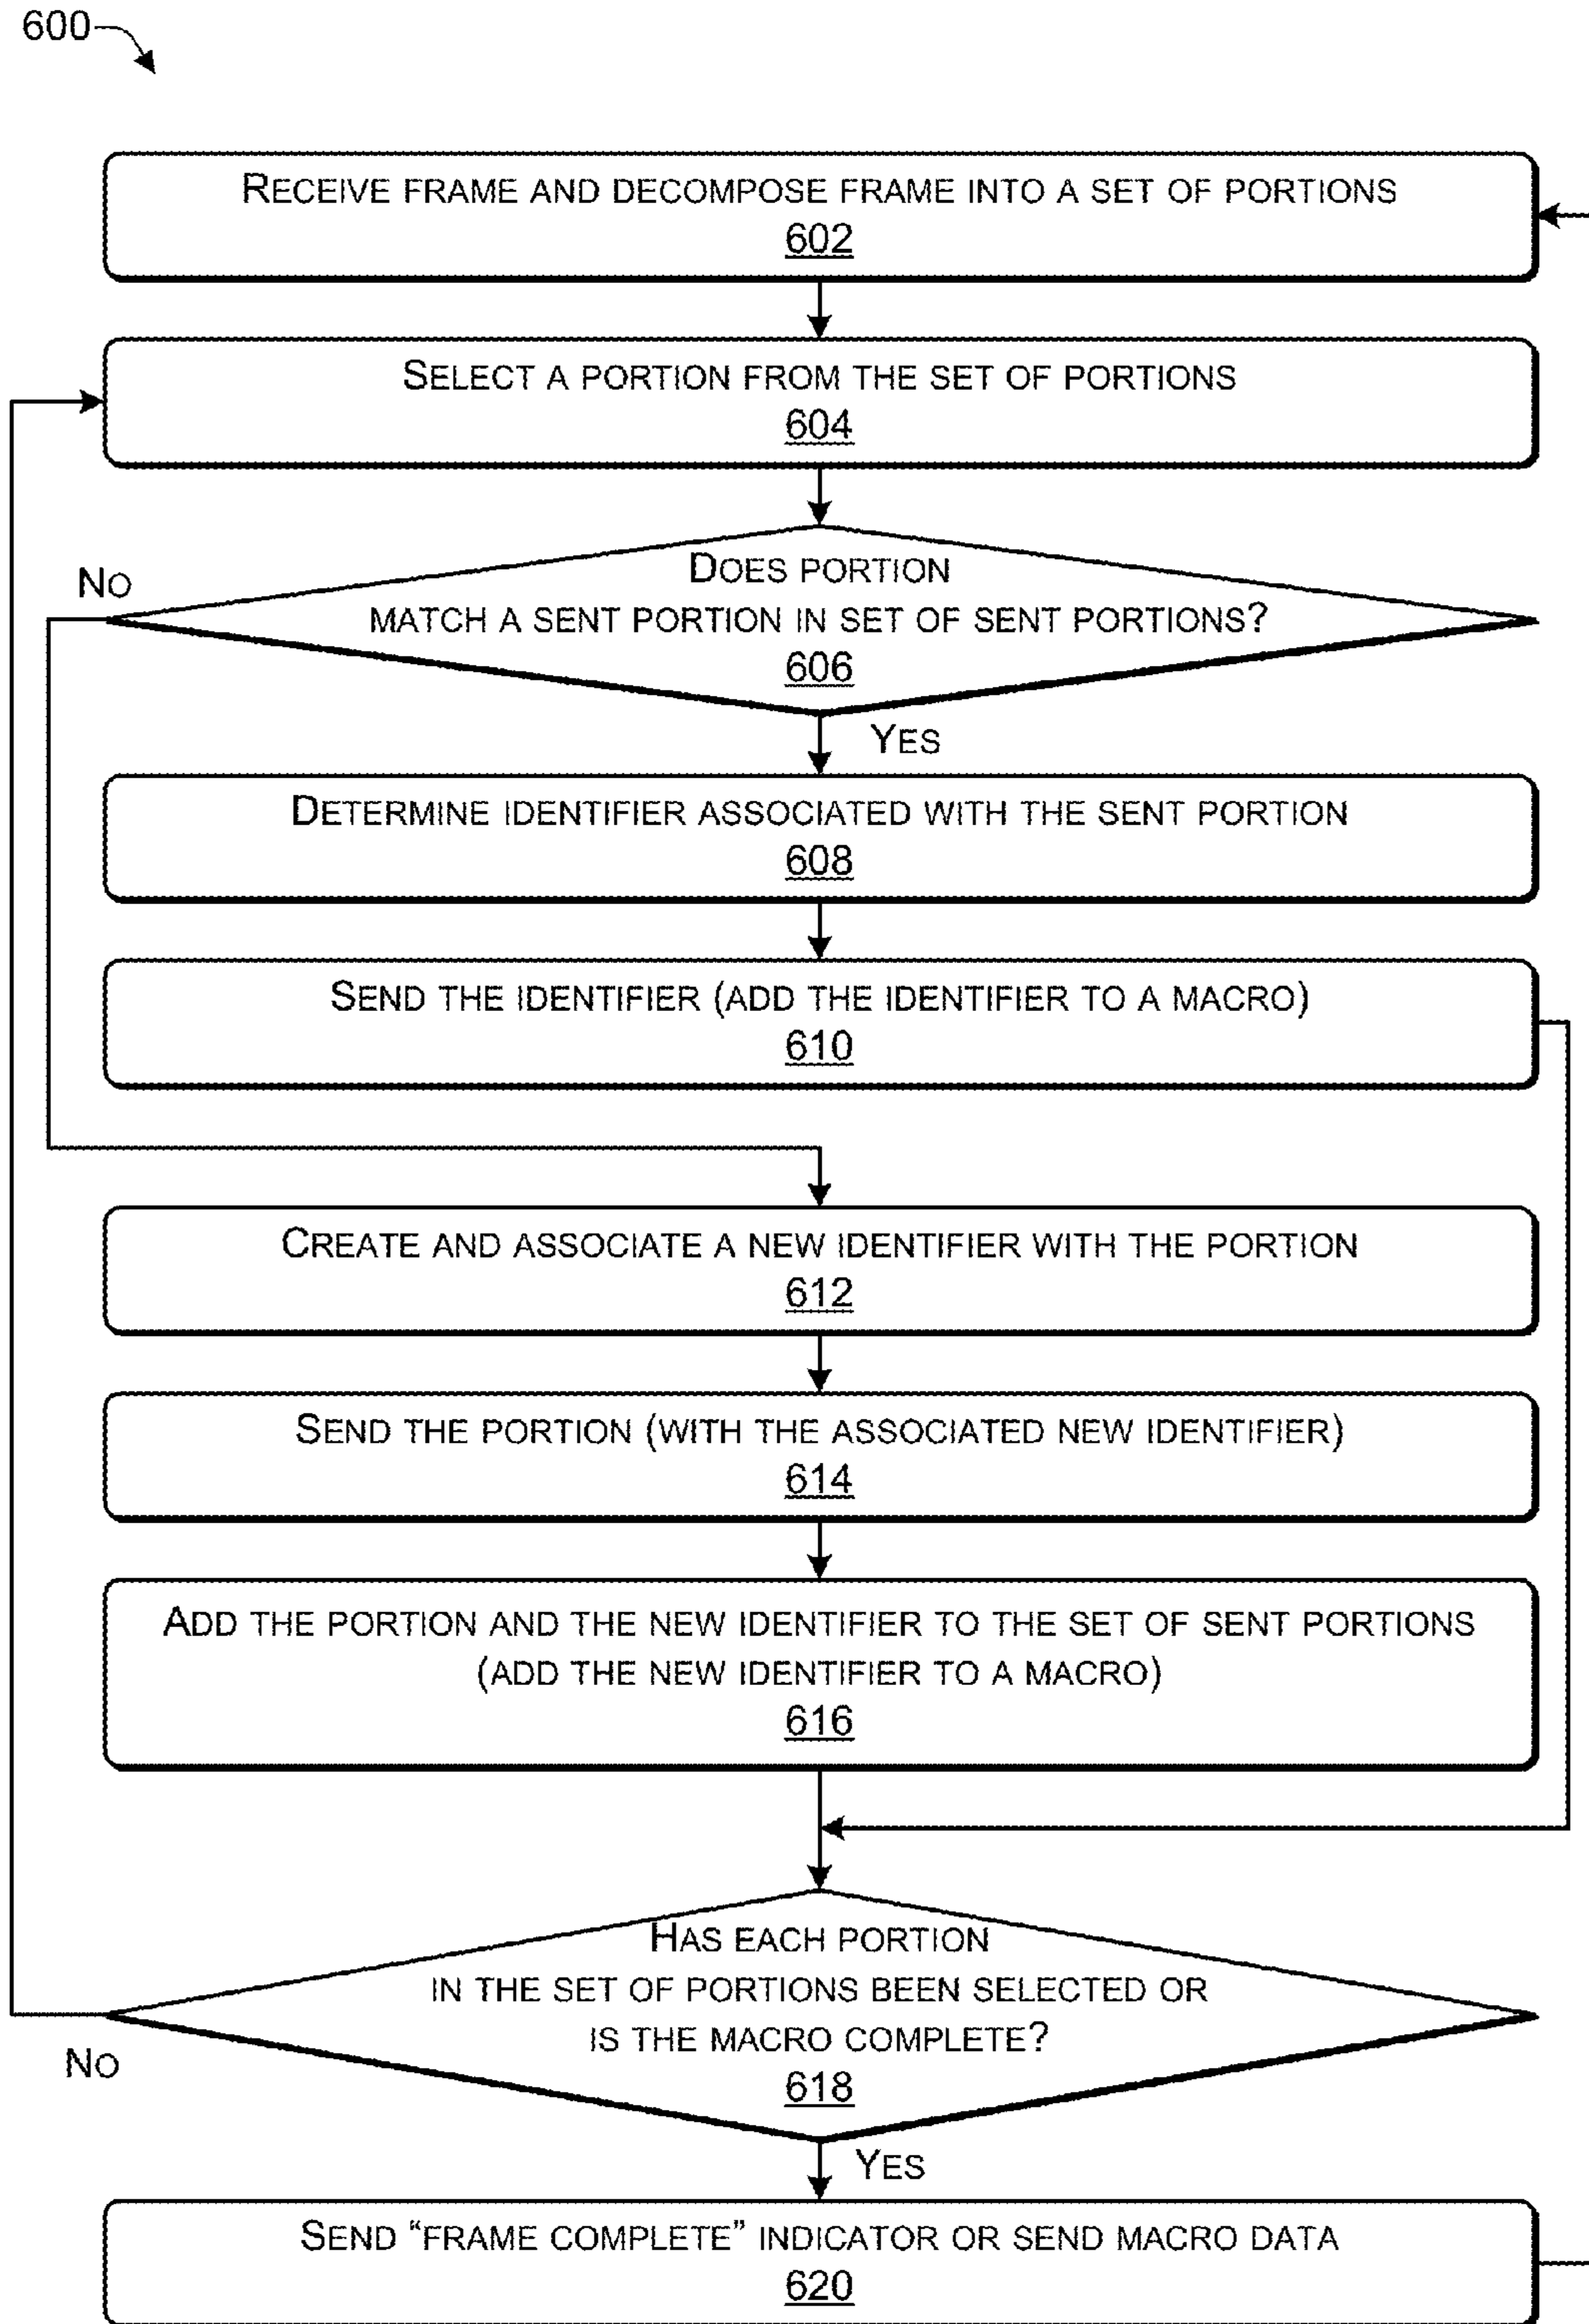 600
RECEIVE FRAME AND DECOMPOSE FRAME INTO A SET OF PORTIONS
602
SELECT A PORTION FROM THE SET OF PORTIONS
604
NO
DOES PORTION
MATCH A SENT PORTION IN SET OF SENT PORTIONS?
606
YES
DETERMINE IDENTIFIER ASSOCIATED WITH THE SENT PORTION
608
SEND THE IDENTIFIER (ADD THE IDENTIFIER TO A MACRO)
610
CREATE AND ASSOCIATE A NEW IDENTIFIER WITH THE PORTION
612
SEND THE PORTION (WITH THE ASSOCIATED NEW IDENTIFIER)
614
ADD THE PORTION AND THE NEW IDENTIFIER TO THE SET OF SENT PORTIONS
(ADD THE NEW IDENTIFIER TO A MACRO)
616
HAS EACH PORTION
IN THE SET OF PORTIONS BEEN SELECTED OR
IS THE MACRO COMPLETE?
618
NO
YES
SEND “FRAME COMPLETE” INDICATOR OR SEND MACRO DATA
620